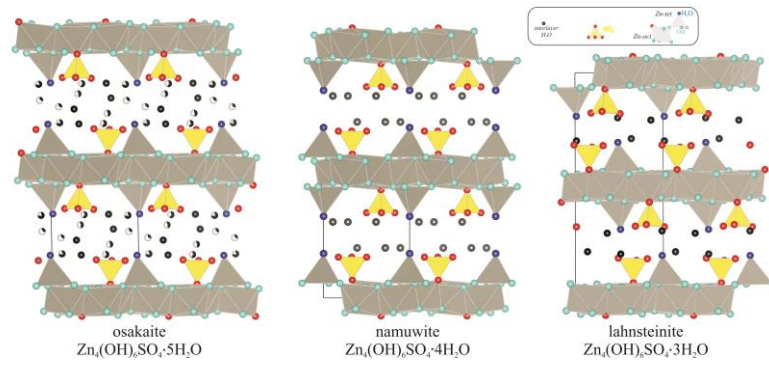 Zn-tet
H₂O
interlayer
H₂O
SO₄
Zn-oct
osakaite
Zn₄(OH)₆SO₄·5H₂O
namuwite
Zn₄(OH)₆SO₄·4H₂O
lahnsteinite
Zn₄(OH)₆SO₄·3H₂O